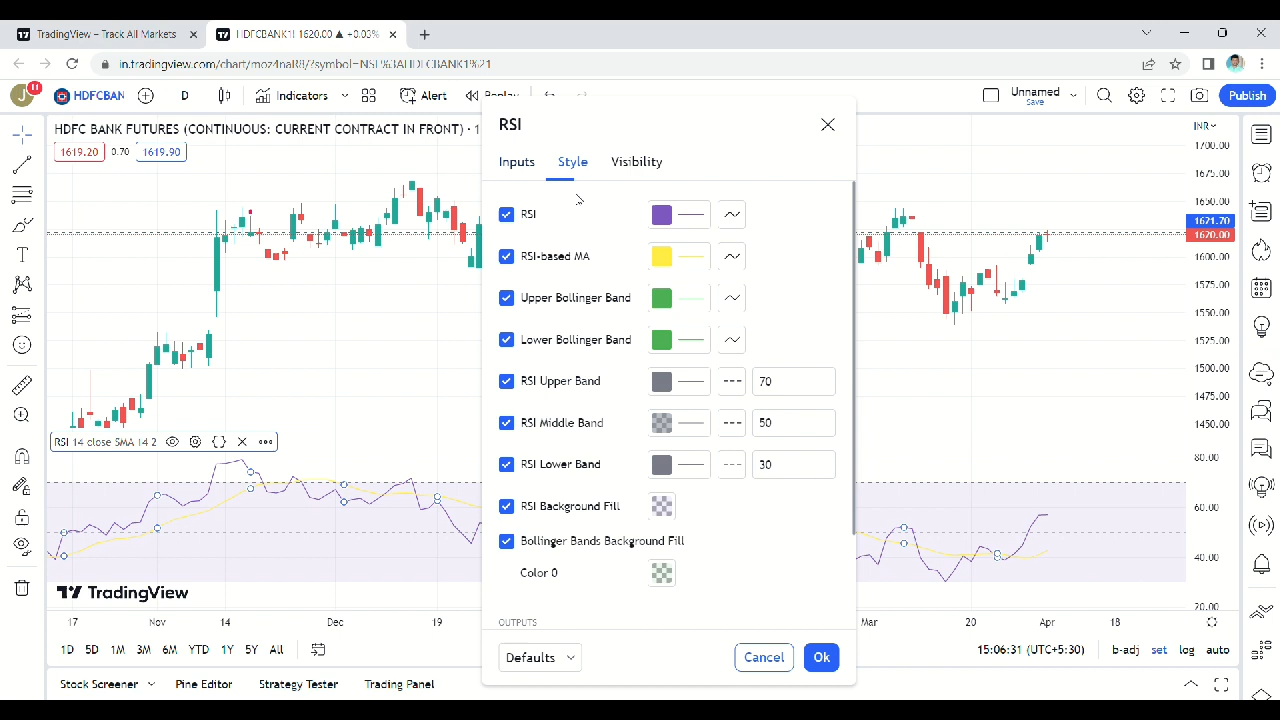 TradingView – Track All Markets
HDFCBANK1! 1620.00 ▲ +0.03%
in.tradingview.com/chart/moz4naR8/?symbol=NSE%3AHDFCBANK1%21
J 11
HDFCBAN
D
Indicators
Alert
Replay
Unnamed
Save
Publish
HDFC BANK FUTURES (CONTINUOUS: CURRENT CONTRACT IN FRONT) · 1
1619.20 0.70 1619.90
INR
1700.00
1675.00
1650.00
1621.70
1620.00
1600.00
1575.00
1550.00
1525.00
1500.00
1475.00
1450.00
80.00
60.00
40.00
20.00
RSI 14 close SMA 14 2
TradingView
17 Nov 14 Dec 19 Mar 20 Apr 18
1D 5D 1M 3M 6M YTD 1Y 5Y All
15:06:31 (UTC+5:30) b-adj set log auto
Stock Screener Pine Editor Strategy Tester Trading Panel
RSI
Inputs Style Visibility
RSI
RSI-based MA
Upper Bollinger Band
Lower Bollinger Band
RSI Upper Band 70
RSI Middle Band 50
RSI Lower Band 30
RSI Background Fill
Bollinger Bands Background Fill
Color 0
OUTPUTS
Defaults Cancel Ok